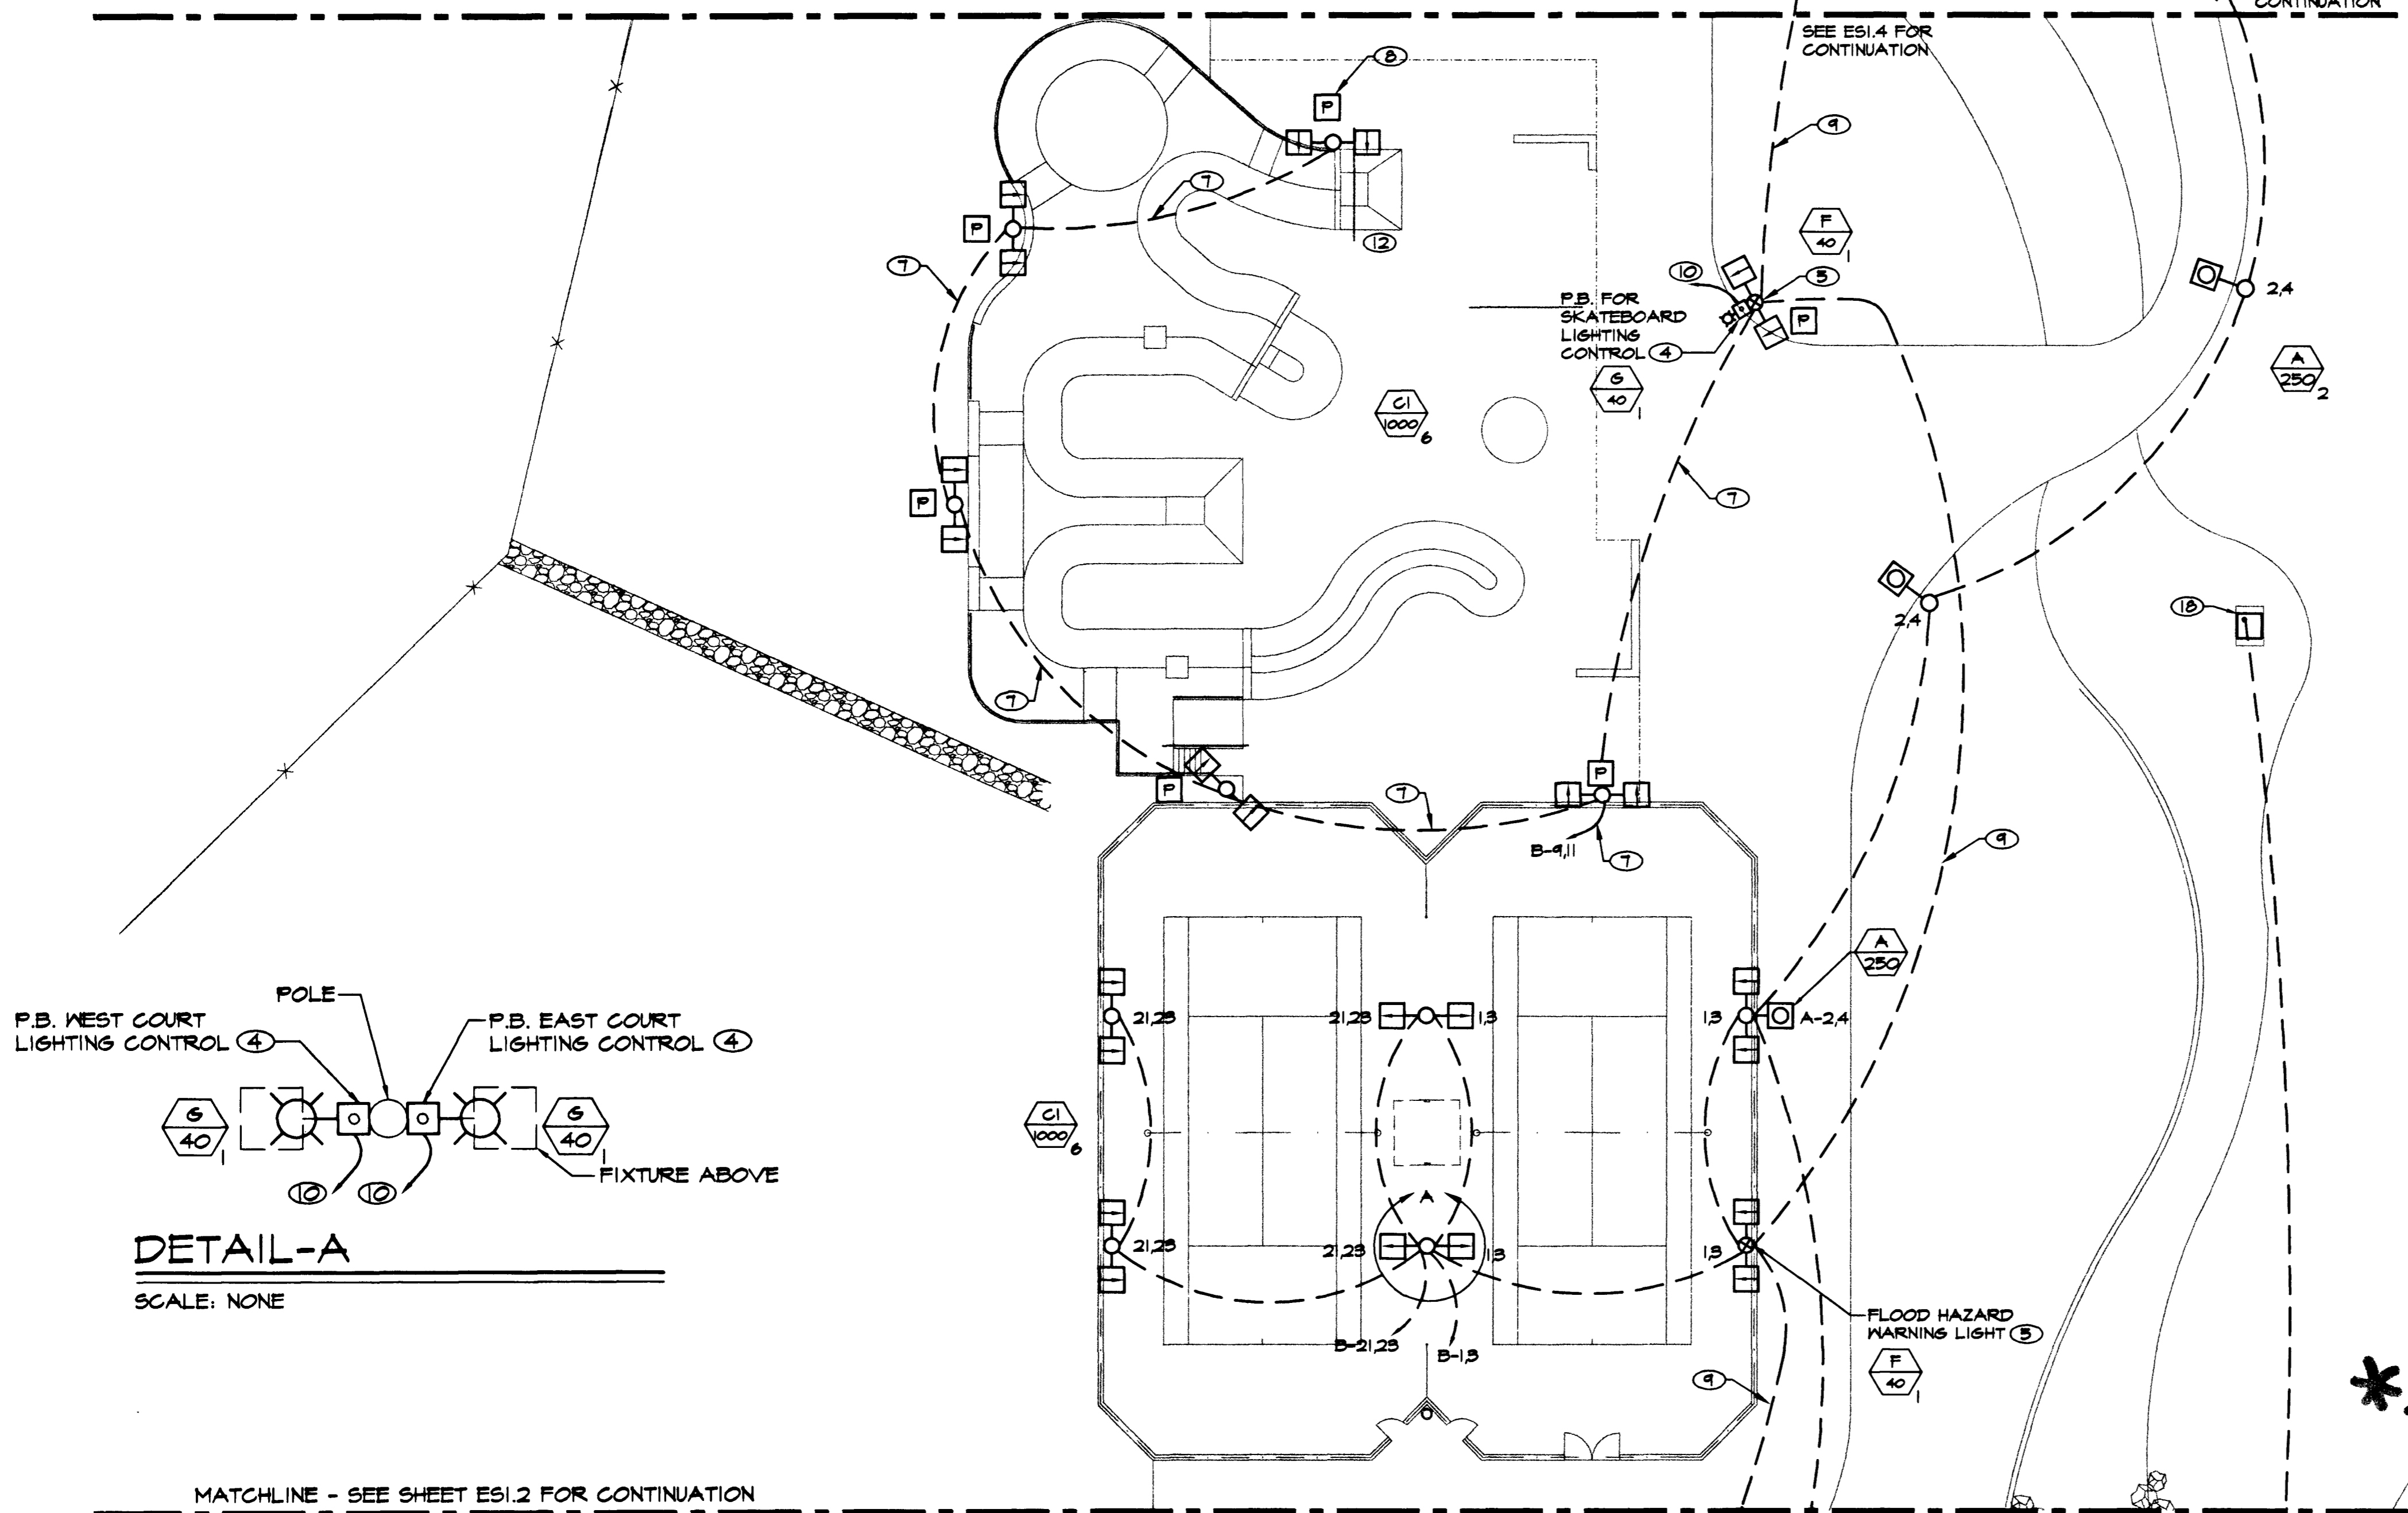 CONTINUATION
SEE ES1.4 FOR
CONTINUATION
8
P
9
7
F
40
1
P
12
7
10
5
2,4
P.B. FOR
SKATEBOARD
LIGHTING
CONTROL 4
P
G
40
1
A
250
2
C1
1000
6
P
7
2,4
18
7
P
P
7
9
B-9,11
7
A
250
POLE
P.B. WEST COURT
LIGHTING CONTROL 4
P.B. EAST COURT
LIGHTING CONTROL 4
21,23
21,23
1,3
1,3
A-2,4
G
40
1
G
40
1
C1
1000
6
FIXTURE ABOVE
10
10
A
DETAIL-A
SCALE: NONE
21,23
21,23
1,3
1,3
B-21,23
B-1,3
FLOOD HAZARD
WARNING LIGHT 5
F
40
1
9
MATCHLINE - SEE SHEET ES1.2 FOR CONTINUATION